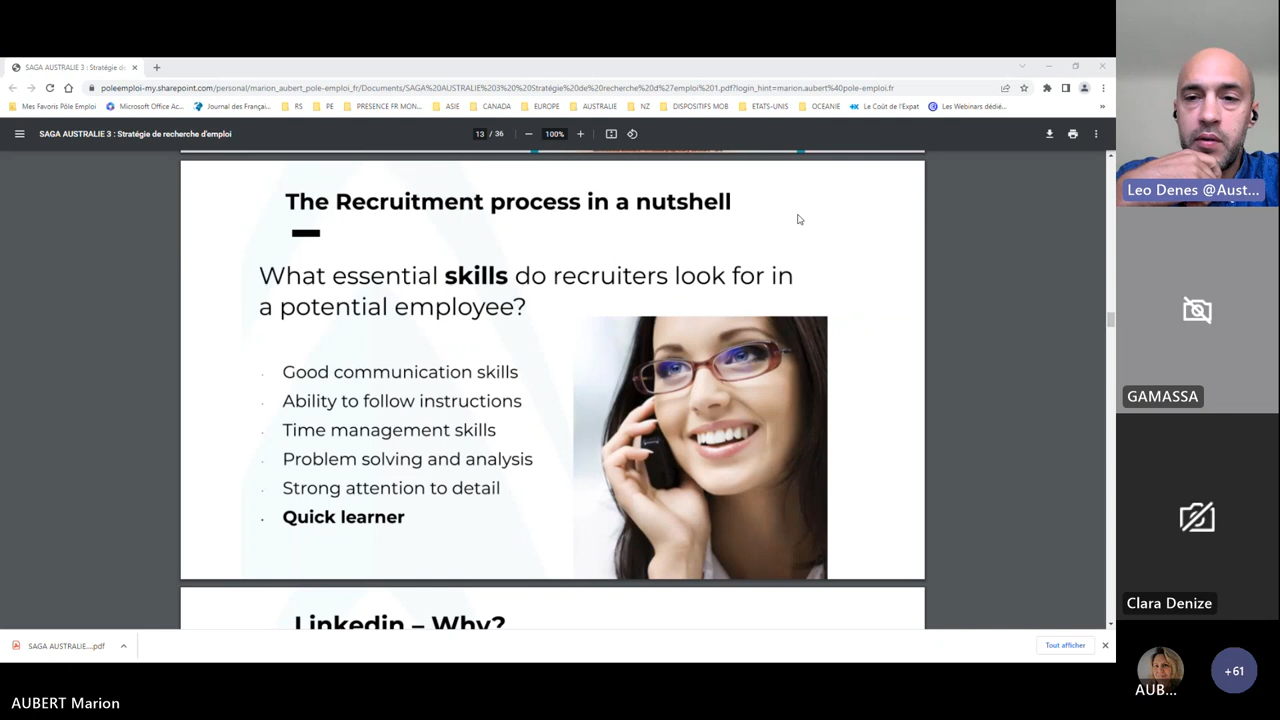 SAGA AUSTRALIE 3 : Stratégie de
poleemploi-my.sharepoint.com/personal/marion_aubert_pole-emploi_fr/Documents/SAGA%20AUSTRALIE%203%20%20Stratégie%20de%20recherche%20d%27emploi%201.pdf?login_hint=marion.aubert%40pole-emploi.fr
Mes Favoris Pôle Emploi
Microsoft Office Ac...
Journal des Françai...
RS
PE
PRESENCE FR MON...
ASIE
CANADA
EUROPE
AUSTRALIE
NZ
DISPOSITIFS MOB
ETATS-UNIS
OCEANIE
Le Coût de l'Expat
Les Webinars dédié...
SAGA AUSTRALIE 3 : Stratégie de recherche d'emploi
13 / 36
100%
The Recruitment process in a nutshell
What essential skills do recruiters look for in
a potential employee?
Good communication skills
Ability to follow instructions
Time management skills
Problem solving and analysis
Strong attention to detail
Quick learner
Linkedin – Why?
SAGA AUSTRALIE....pdf
Tout afficher
AUBERT Marion
Leo Denes @Aust...
GAMASSA
Clara Denize
AUB...
+61